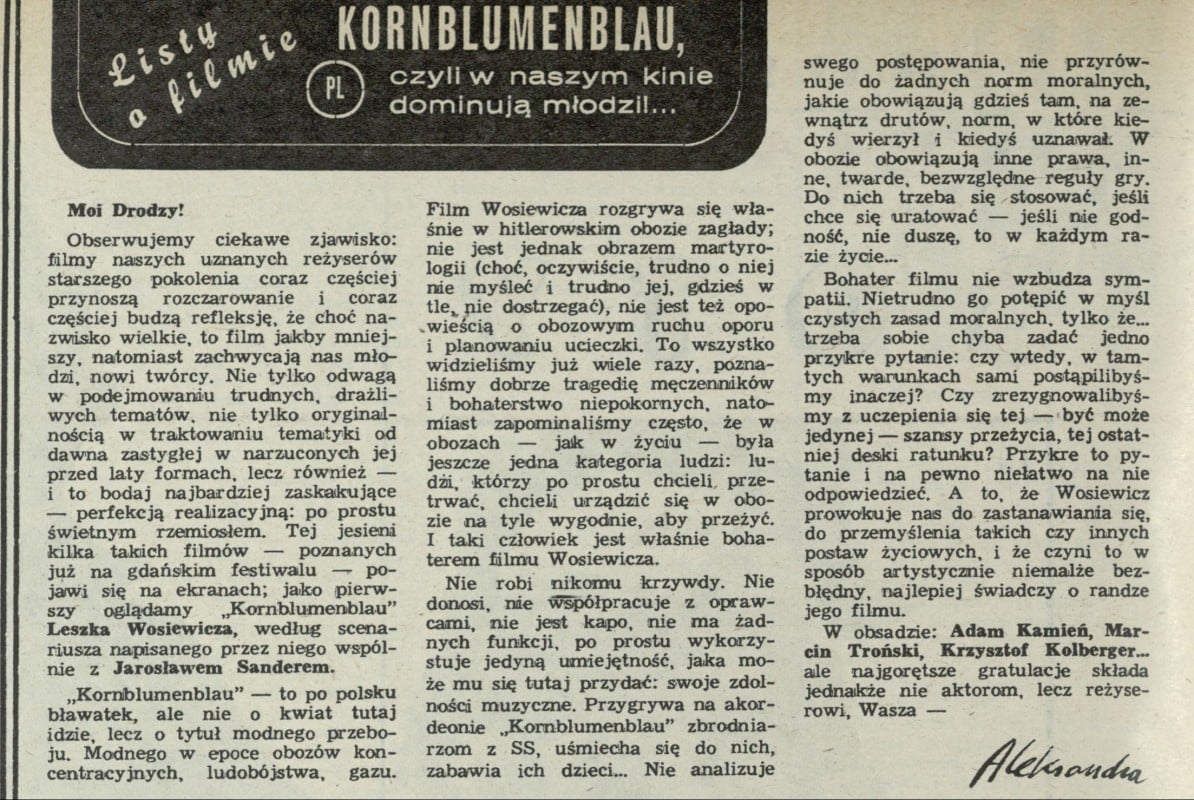 Listy
o filmie
KORNBLUMENBLAU,
PL
czyli w naszym kinie
dominują młodzi!...
Moi Drodzy!
Obserwujemy ciekawe zjawisko:
filmy naszych uznanych reżyserów
starszego pokolenia coraz częściej
przynoszą rozczarowanie i coraz
częściej budzą refleksję, że choć na-
zwisko wielkie, to film jakby mniej-
szy, natomiast zachwycają nas mło-
dzi, nowi twórcy. Nie tylko odwagą
w podejmowaniu trudnych, drażli-
wych tematów, nie tylko oryginal-
nością w traktowaniu tematyki od
dawna zastygłej w narzuconych jej
przed laty formach, lecz również —
i to bodaj najbardziej zaskakujące
— perfekcją realizacyjną: po prostu
świetnym rzemiosłem. Tej jesieni
kilka takich filmów — poznanych
już na gdańskim festiwalu — po-
jawi się na ekranach; jako pierw-
szy oglądamy „Kornblumenblau”
Leszka Wosiewicza, według scena-
riusza napisanego przez niego wspól-
nie z Jarosławem Sanderem.
„Kornblumenblau” — to po polsku
bławatek, ale nie o kwiat tutaj
idzie, lecz o tytuł modnego przebo-
ju. Modnego w epoce obozów kon-
centracyjnych, ludobójstwa, gazu.
Film Wosiewicza rozgrywa się wła-
śnie w hitlerowskim obozie zagłady;
nie jest jednak obrazem martyro-
logii (choć, oczywiście, trudno o niej
nie myśleć i trudno jej, gdzieś w
tle, nie dostrzegać), nie jest też opo-
wieścią o obozowym ruchu oporu
i planowaniu ucieczki. To wszystko
widzieliśmy już wiele razy, pozna-
liśmy dobrze tragedię męczenników
i bohaterstwo niepokornych, nato-
miast zapominaliśmy często, że w
obozach — jak w życiu — była
jeszcze jedna kategoria ludzi: lu-
dzi, którzy po prostu chcieli prze-
trwać, chcieli urządzić się w obo-
zie na tyle wygodnie, aby przeżyć.
I taki człowiek jest właśnie boha-
terem filmu Wosiewicza.
Nie robi nikomu krzywdy. Nie
donosi, nie współpracuje z opraw-
cami, nie jest kapo, nie ma żad-
nych funkcji, po prostu wykorzy-
stuje jedyną umiejętność, jaka mo-
że mu się tutaj przydać: swoje zdol-
ności muzyczne. Przygrywa na akor-
deonie „Kornblumenblau” zbrodnia-
rzom z SS, uśmiecha się do nich,
zabawia ich dzieci... Nie analizuje
swego postępowania, nie przyrów-
nuje do żadnych norm moralnych,
jakie obowiązują gdzieś tam, na ze-
wnątrz drutów, norm, w które kie-
dyś wierzył i kiedyś uznawał. W
obozie obowiązują inne prawa, in-
ne, twarde, bezwzględne reguły gry.
Do nich trzeba się stosować, jeśli
chce się uratować — jeśli nie god-
ność, nie duszę, to w każdym ra-
zie życie...
Bohater filmu nie wzbudza sym-
patii. Nietrudno go potępić w myśl
czystych zasad moralnych, tylko że...
trzeba sobie chyba zadać jedno
przykre pytanie: czy wtedy, w tam-
tych warunkach sami postąpiliby­ś-
my inaczej? Czy zrezygnowaliby­ś-
my z uczepienia się tej — być może
jedynej — szansy przeżycia, tej ostat-
niej deski ratunku? Przykre to py-
tanie i na pewno niełatwo na nie
odpowiedzieć. A to, że Wosiewicz
prowokuje nas do zastanawiania się,
do przemyślenia takich czy innych
postaw życiowych, i że czyni to w
sposób artystycznie niemalże bez-
błędny, najlepiej świadczy o randze
jego filmu.
W obsadzie: Adam Kamień, Mar-
cin Troński, Krzysztof Kolberger...
ale najgorętsze gratulacje składa
jednakże nie aktorom, lecz reżyse-
rowi, Wasza —
Aleksandra